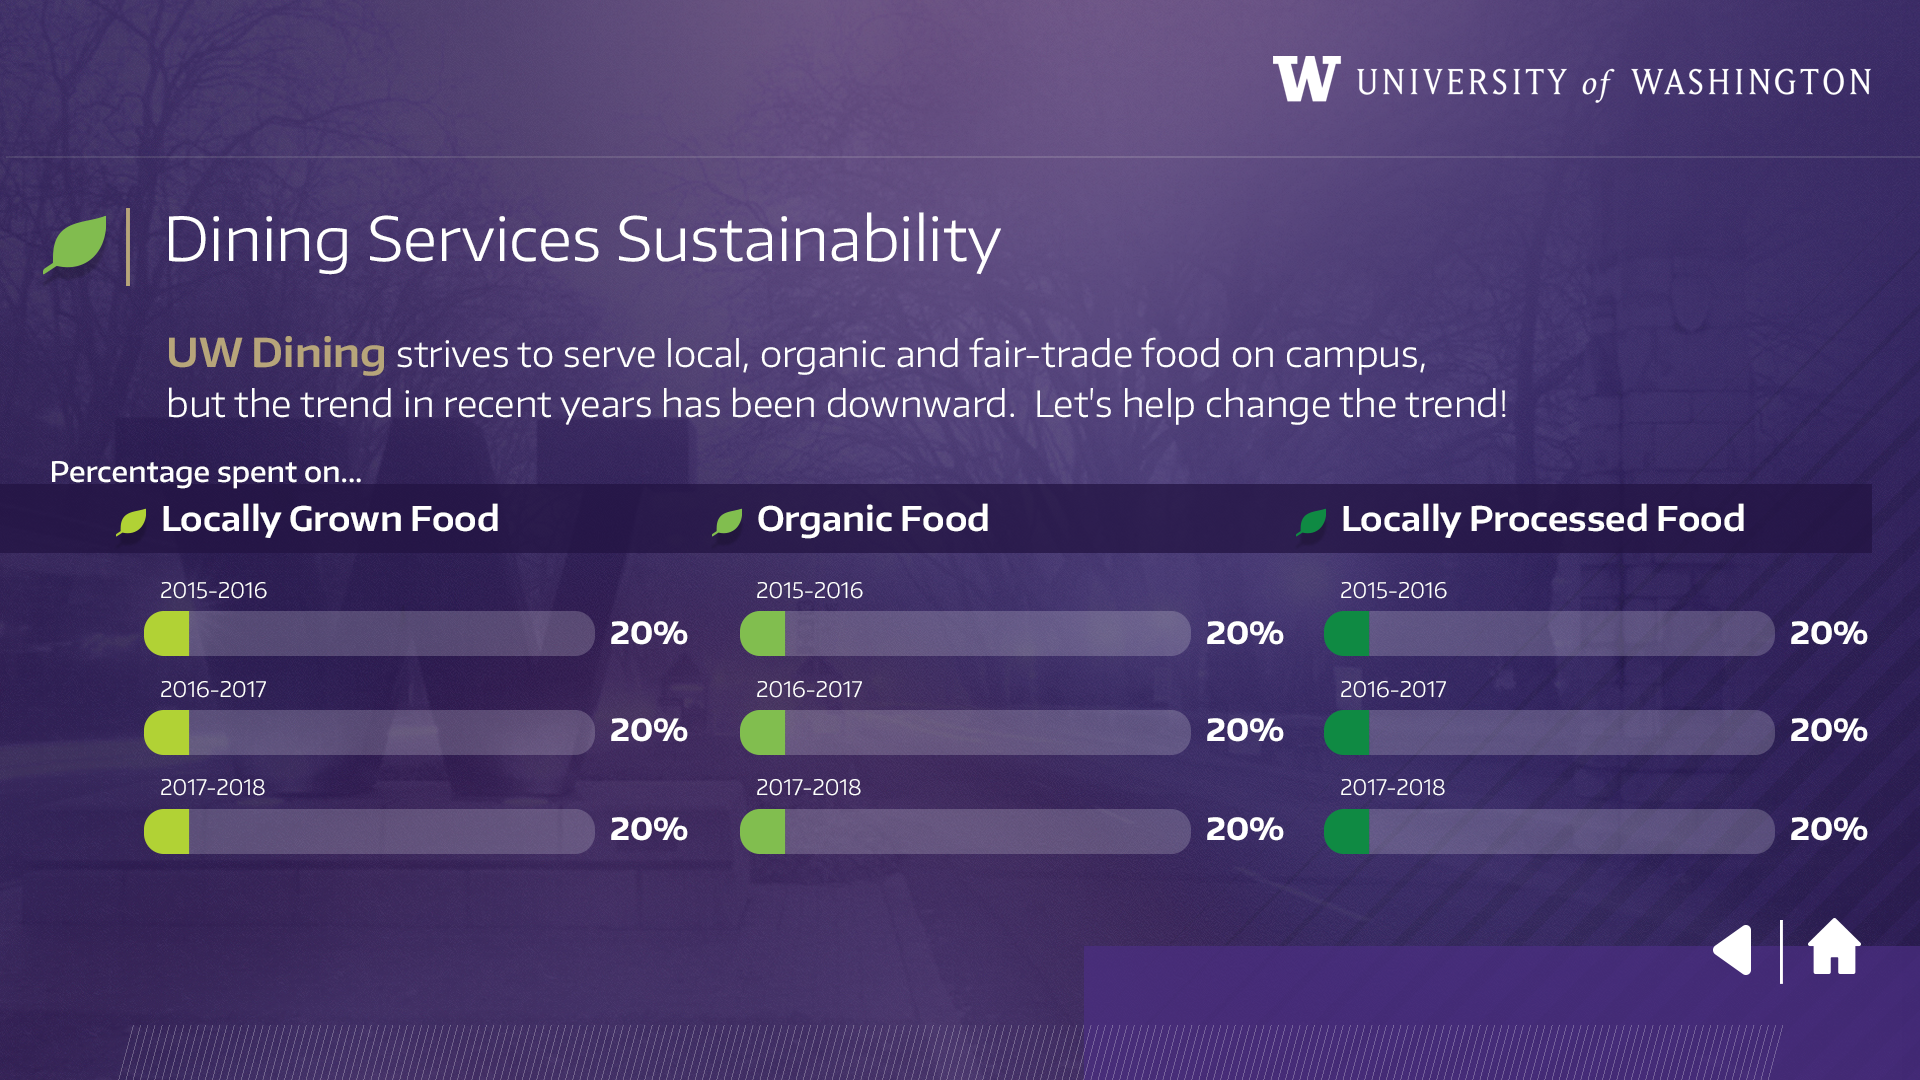 W UNIVERSITY of WASHINGTON
Dining Services Sustainability
UW Dining strives to serve local, organic and fair-trade food on campus,
but the trend in recent years has been downward.  Let's help change the trend!
Percentage spent on...
Locally Grown Food
2015-2016
20%
2016-2017
20%
2017-2018
20%
Organic Food
2015-2016
20%
2016-2017
20%
2017-2018
20%
Locally Processed Food
2015-2016
20%
2016-2017
20%
2017-2018
20%